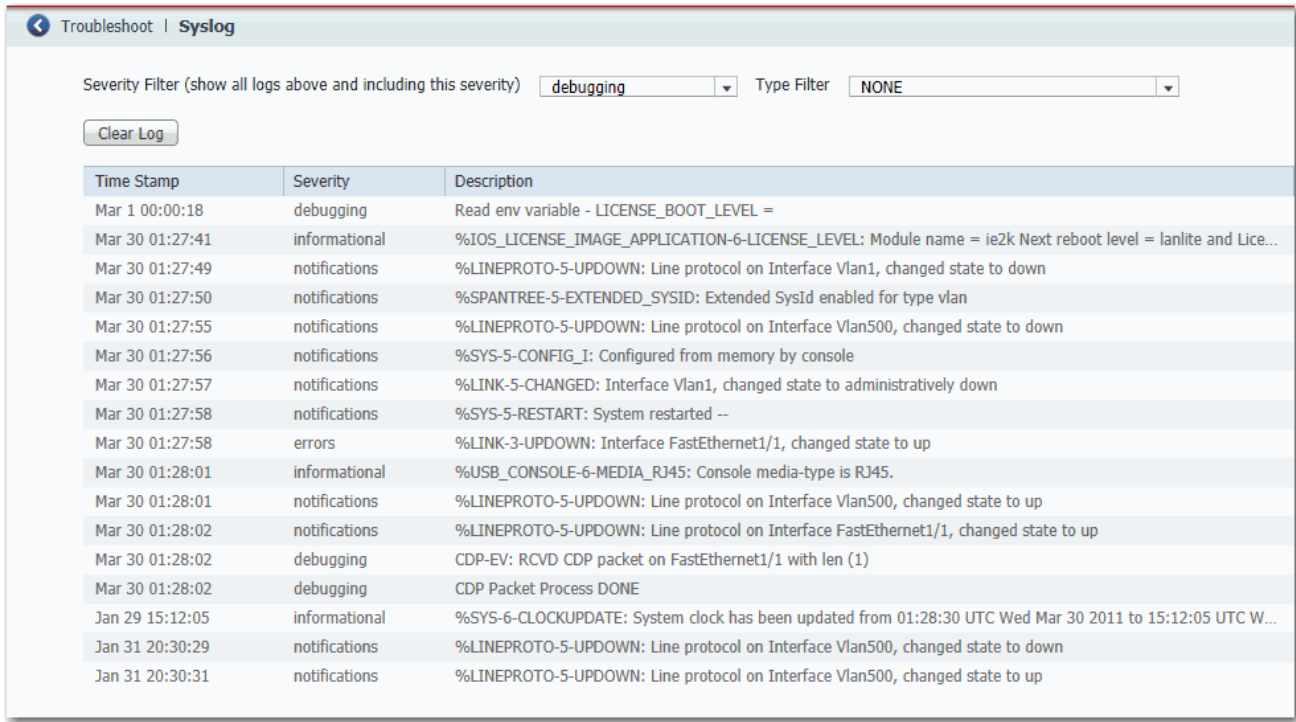 Troubleshoot | Syslog
Severity Filter (show all logs above and including this severity) debugging Type Filter NONE
Clear Log
Time Stamp Severity Description
Mar 1 00:00:18 debugging Read env variable - LICENSE_BOOT_LEVEL =
Mar 30 01:27:41 informational %IOS_LICENSE_IMAGE_APPLICATION-6-LICENSE_LEVEL: Module name = ie2k Next reboot level = lanlite and Lice...
Mar 30 01:27:49 notifications %LINEPROTO-5-UPDOWN: Line protocol on Interface Vlan1, changed state to down
Mar 30 01:27:50 notifications %SPANTREE-5-EXTENDED_SYSID: Extended SysId enabled for type vlan
Mar 30 01:27:55 notifications %LINEPROTO-5-UPDOWN: Line protocol on Interface Vlan500, changed state to down
Mar 30 01:27:56 notifications %SYS-5-CONFIG_I: Configured from memory by console
Mar 30 01:27:57 notifications %LINK-5-CHANGED: Interface Vlan1, changed state to administratively down
Mar 30 01:27:58 notifications %SYS-5-RESTART: System restarted --
Mar 30 01:27:58 errors %LINK-3-UPDOWN: Interface FastEthernet1/1, changed state to up
Mar 30 01:28:01 informational %USB_CONSOLE-6-MEDIA_RJ45: Console media-type is RJ45.
Mar 30 01:28:01 notifications %LINEPROTO-5-UPDOWN: Line protocol on Interface Vlan500, changed state to up
Mar 30 01:28:02 notifications %LINEPROTO-5-UPDOWN: Line protocol on Interface FastEthernet1/1, changed state to up
Mar 30 01:28:02 debugging CDP-EV: RCVD CDP packet on FastEthernet1/1 with len (1)
Mar 30 01:28:02 debugging CDP Packet Process DONE
Jan 29 15:12:05 informational %SYS-6-CLOCKUPDATE: System clock has been updated from 01:28:30 UTC Wed Mar 30 2011 to 15:12:05 UTC W...
Jan 31 20:30:29 notifications %LINEPROTO-5-UPDOWN: Line protocol on Interface Vlan500, changed state to down
Jan 31 20:30:31 notifications %LINEPROTO-5-UPDOWN: Line protocol on Interface Vlan500, changed state to up